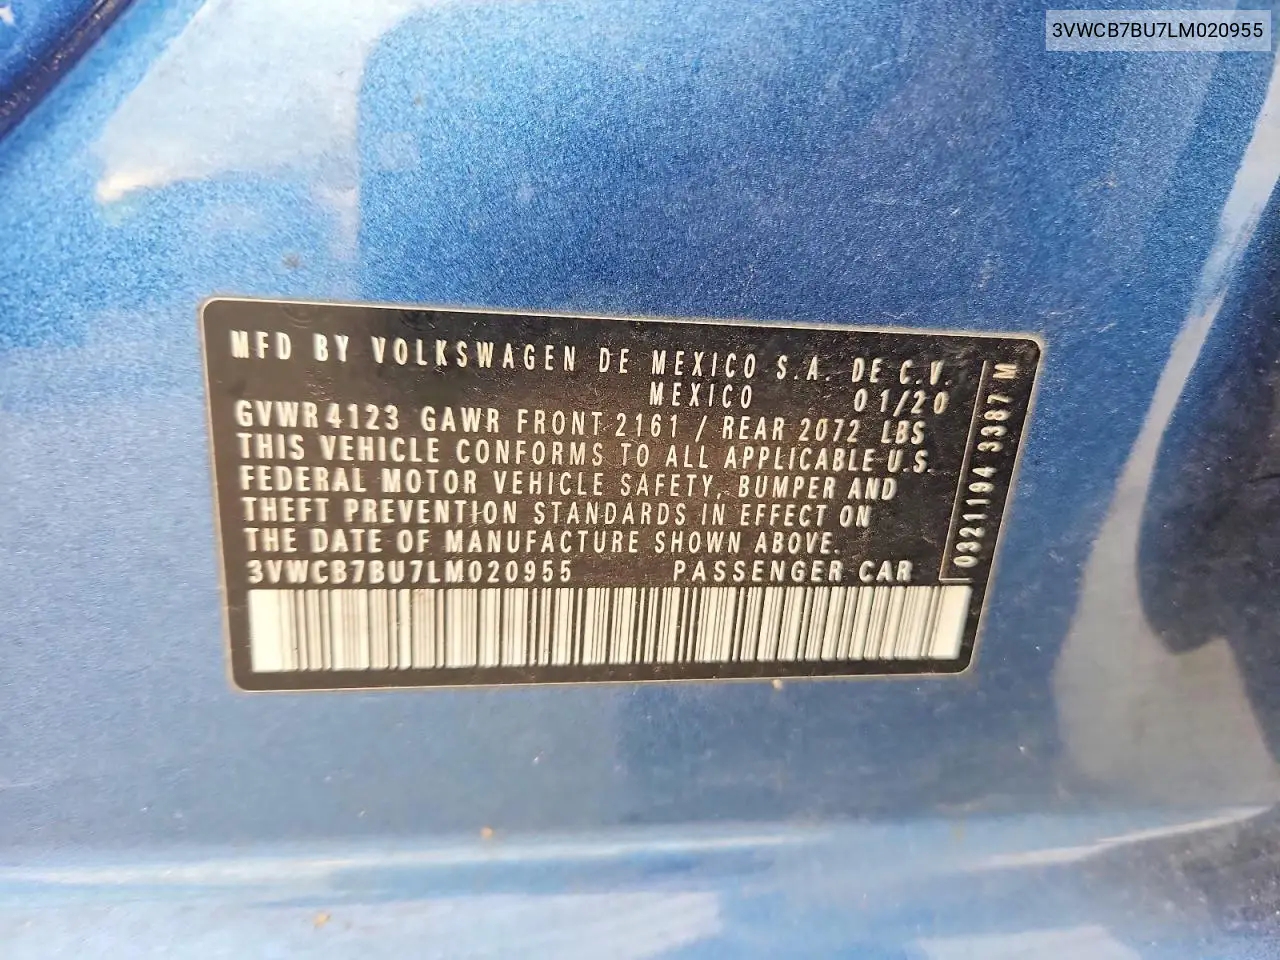 3VWCB7BU7LM020955
MFD BY VOLKSWAGEN DE MEXICO S.A. DE C.V.
MEXICO 01/20
GVWR 4123 GAWR FRONT 2161 / REAR 2072 LBS
THIS VEHICLE CONFORMS TO ALL APPLICABLE U.S.
FEDERAL MOTOR VEHICLE SAFETY, BUMPER AND
THEFT PREVENTION STANDARDS IN EFFECT ON
THE DATE OF MANUFACTURE SHOWN ABOVE.
3VWCB7BU7LM020955 PASSENGER CAR
0321194 3387 M